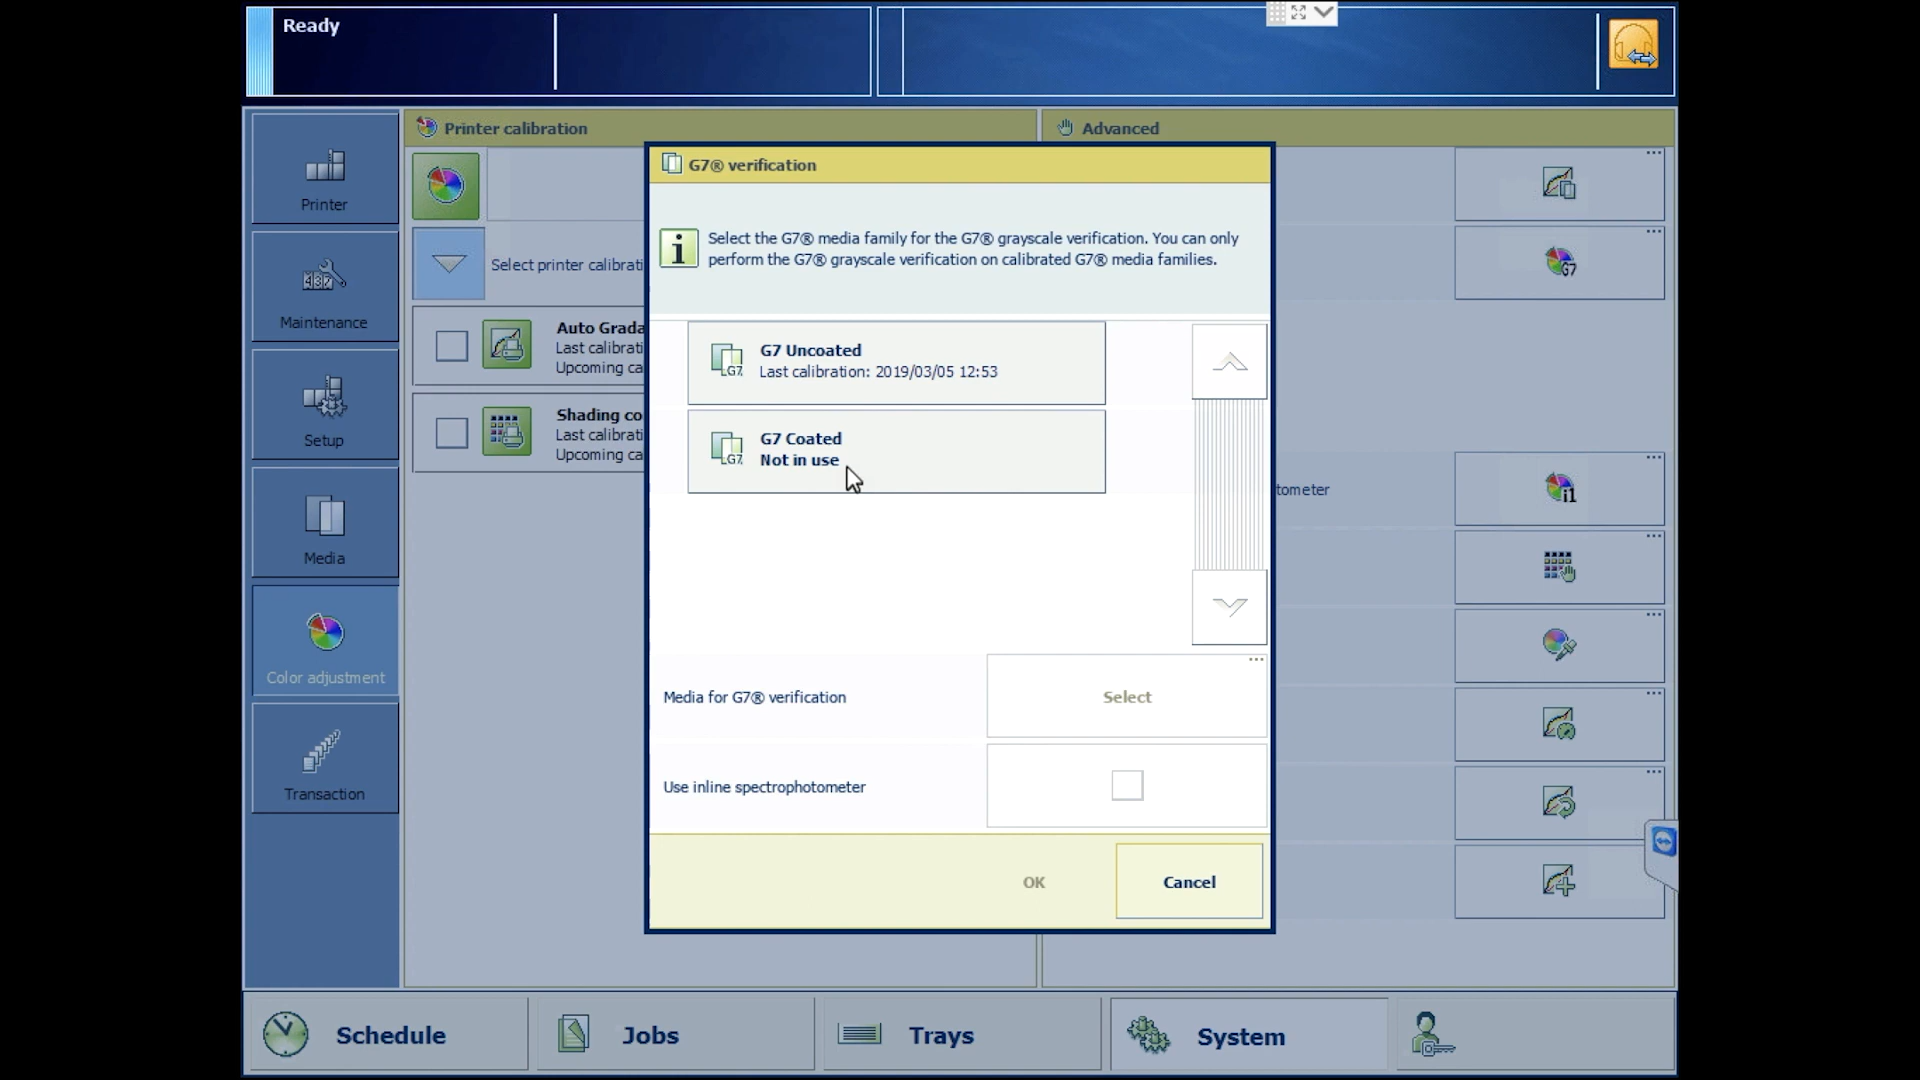 Ready
Printer calibration
Advanced
Printer
Maintenance
Setup
Media
Color adjustment
Transaction
Select printer calibrati
Auto Grada
Last calibrati
Upcoming ca
Shading co
Last calibrati
Upcoming ca
G7® verification
Select the G7® media family for the G7® grayscale verification. You can only
perform the G7® grayscale verification on calibrated G7® media families.
G7 Uncoated
Last calibration: 2019/03/05 12:53
G7
G7 Coated
Not in use
G7
Media for G7® verification
Select
Use inline spectrophotometer
OK
Cancel
G7
tometer
i1
Schedule
Jobs
Trays
System